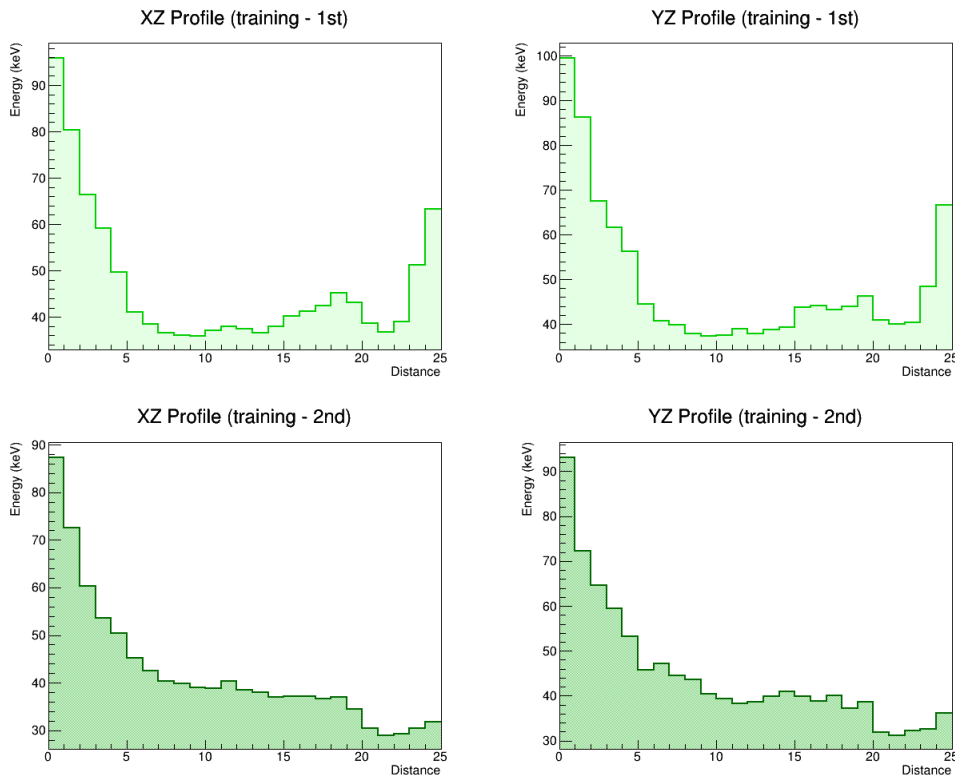 XZ Profile (training - 1st)
Energy (keV)
90
80
70
60
50
40
0 5 10 15 20 25
Distance
YZ Profile (training - 1st)
Energy (keV)
100
90
80
70
60
50
40
0 5 10 15 20 25
Distance
XZ Profile (training - 2nd)
Energy (keV)
90
80
70
60
50
40
30
0 5 10 15 20 25
Distance
YZ Profile (training - 2nd)
Energy (keV)
90
80
70
60
50
40
30
0 5 10 15 20 25
Distance